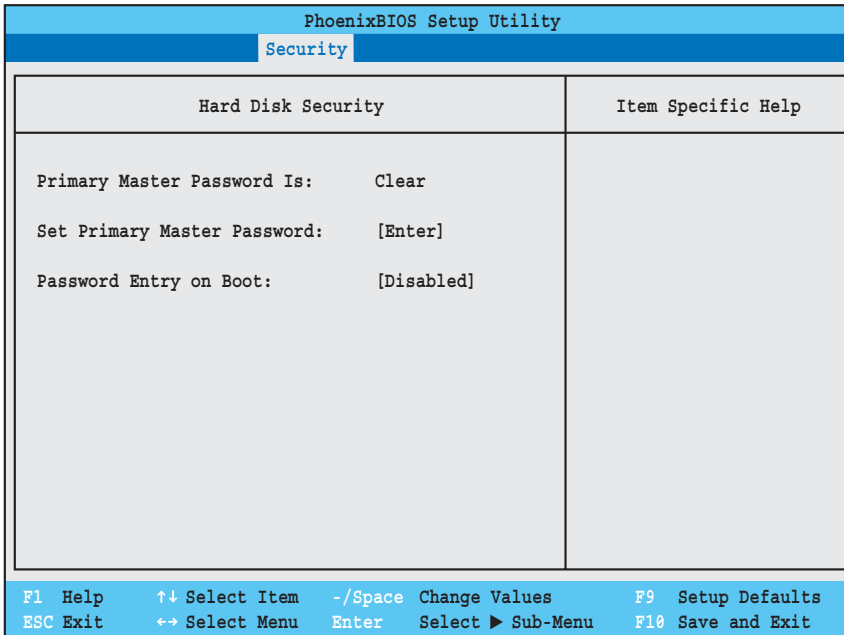 PhoenixBIOS Setup Utility
Security
Hard Disk Security
Item Specific Help
Primary Master Password Is: Clear
Set Primary Master Password: [Enter]
Password Entry on Boot: [Disabled]
F1 Help ↑↓ Select Item -/Space Change Values F9 Setup Defaults
ESC Exit ←→ Select Menu Enter Select ▶ Sub-Menu F10 Save and Exit